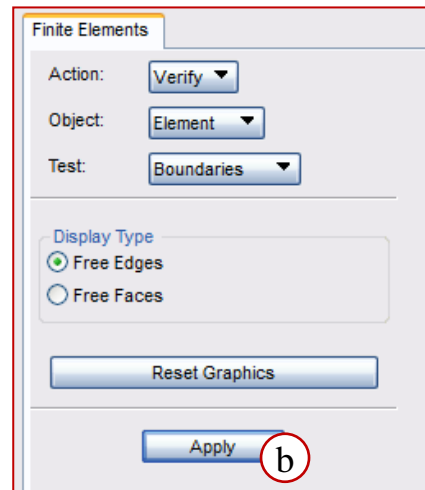 Finite Elements
Action: Verify
Object: Element
Test: Boundaries
Display Type
Free Edges
Free Faces
Reset Graphics
Apply b